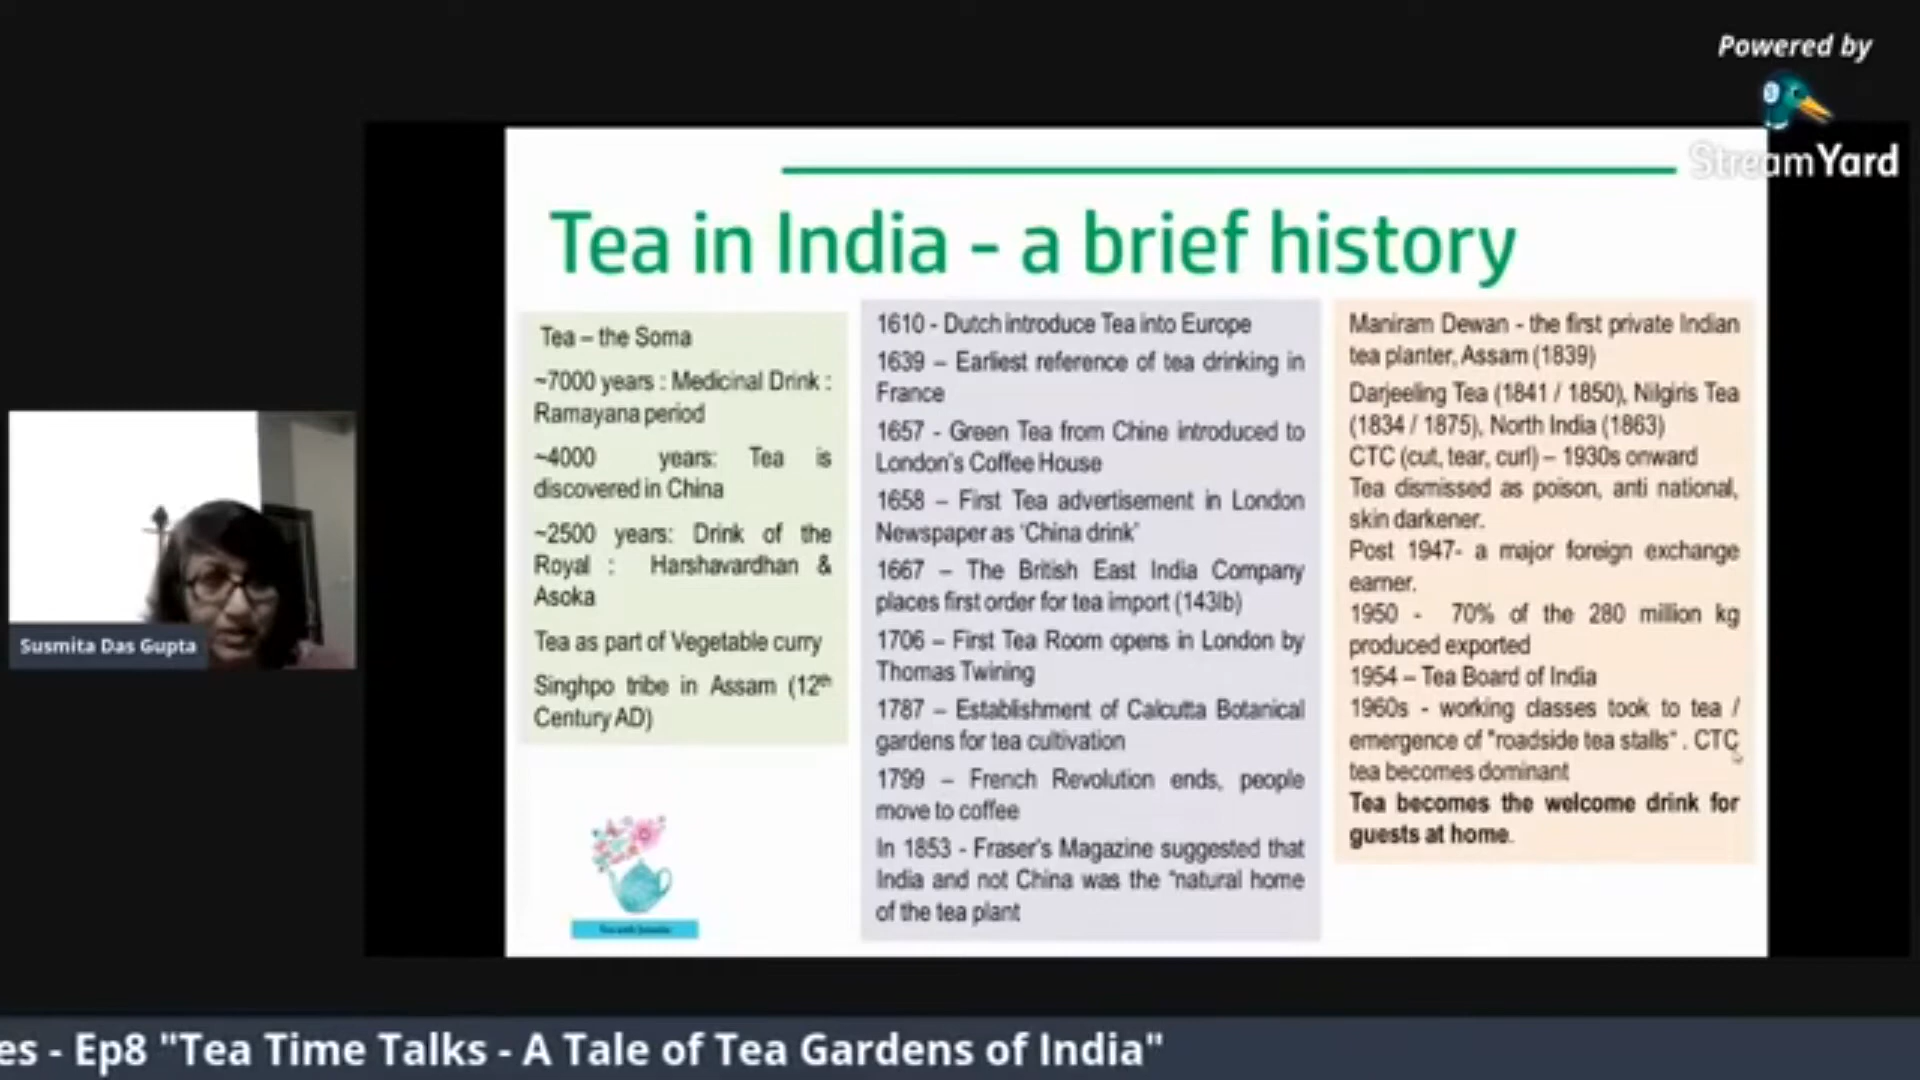 Powered by
StreamYard
Tea in India - a brief history
Tea – the Soma
~7000 years : Medicinal Drink :
Ramayana period
~4000 years: Tea is
discovered in China
~2500 years: Drink of the
Royal : Harshavardhan &
Asoka
Tea as part of Vegetable curry
Singhpo tribe in Assam (12th
Century AD)
1610 - Dutch introduce Tea into Europe
1639 – Earliest reference of tea drinking in
France
1657 - Green Tea from Chine introduced to
London's Coffee House
1658 – First Tea advertisement in London
Newspaper as 'China drink'
1667 – The British East India Company
places first order for tea import (143lb)
1706 – First Tea Room opens in London by
Thomas Twining
1787 – Establishment of Calcutta Botanical
gardens for tea cultivation
1799 – French Revolution ends, people
move to coffee
In 1853 - Fraser's Magazine suggested that
India and not China was the "natural home
of the tea plant
Maniram Dewan - the first private Indian
tea planter, Assam (1839)
Darjeeling Tea (1841 / 1850), Nilgiris Tea
(1834 / 1875), North India (1863)
CTC (cut, tear, curl) – 1930s onward
Tea dismissed as poison, anti national,
skin darkener.
Post 1947- a major foreign exchange
earner.
1950 - 70% of the 280 million kg
produced exported
1954 – Tea Board of India
1960s - working classes took to tea /
emergence of "roadside tea stalls" . CTC
tea becomes dominant
Tea becomes the welcome drink for
guests at home.
Susmita Das Gupta
es - Ep8 "Tea Time Talks - A Tale of Tea Gardens of India"